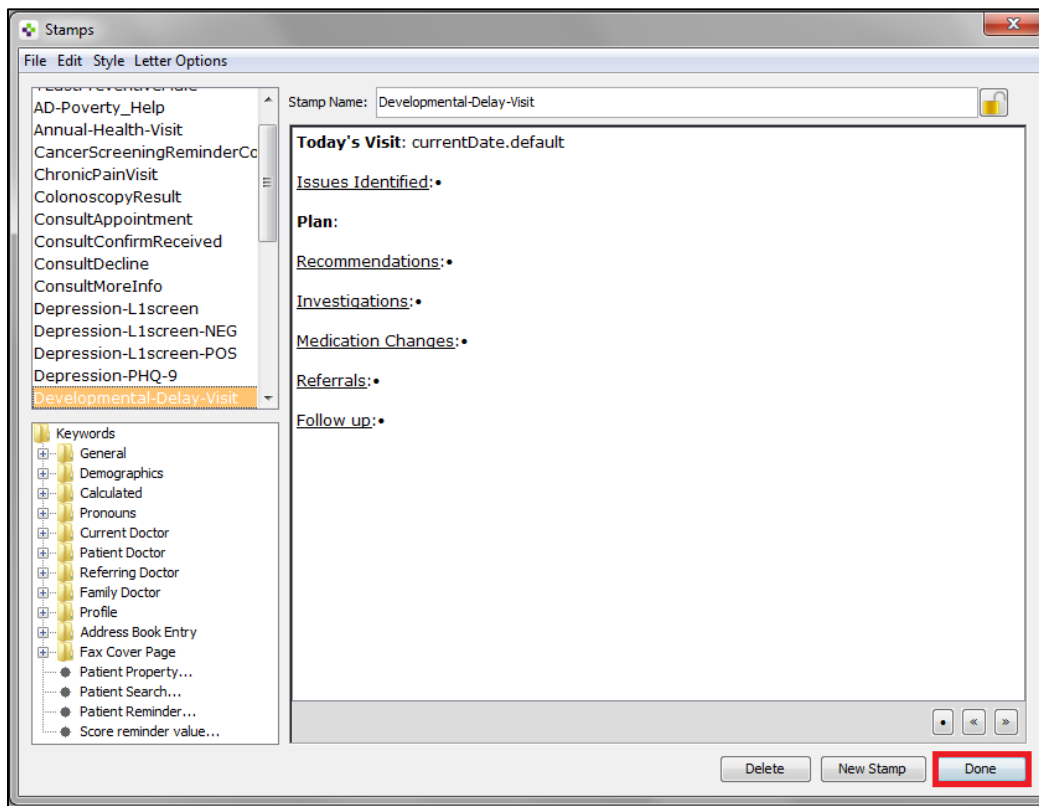 Stamps
File Edit Style Letter Options
Stamp Name: Developmental-Delay-Visit
AD-Poverty_Help
Annual-Health-Visit
CancerScreeningReminderCo
ChronicPainVisit
ColonoscopyResult
ConsultAppointment
ConsultConfirmReceived
ConsultDecline
ConsultMoreInfo
Depression-L1screen
Depression-L1screen-NEG
Depression-L1screen-POS
Depression-PHQ-9
Developmental-Delay-Visit
Today's Visit: currentDate.default
Issues Identified:•
Plan:
Recommendations:•
Investigations:•
Medication Changes:•
Referrals:•
Follow up:•
Keywords
General
Demographics
Calculated
Pronouns
Current Doctor
Patient Doctor
Referring Doctor
Family Doctor
Profile
Address Book Entry
Fax Cover Page
Patient Property...
Patient Search...
Patient Reminder...
Score reminder value...
• « »
Delete New Stamp Done